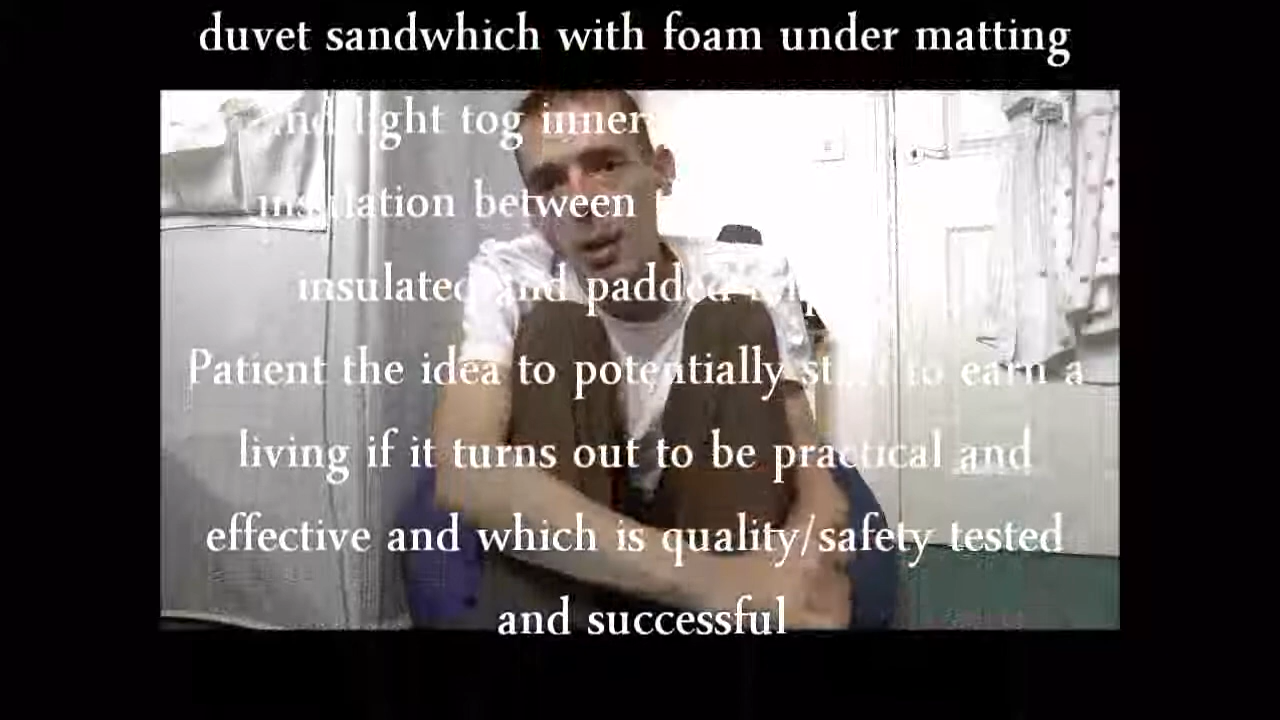 duvet sandwhich with foam under matting
and light tog inner
insulation between
insulated and padded
Patient the idea to potentially start to earn a
living if it turns out to be practical and
effective and which is quality/safety tested
and successful